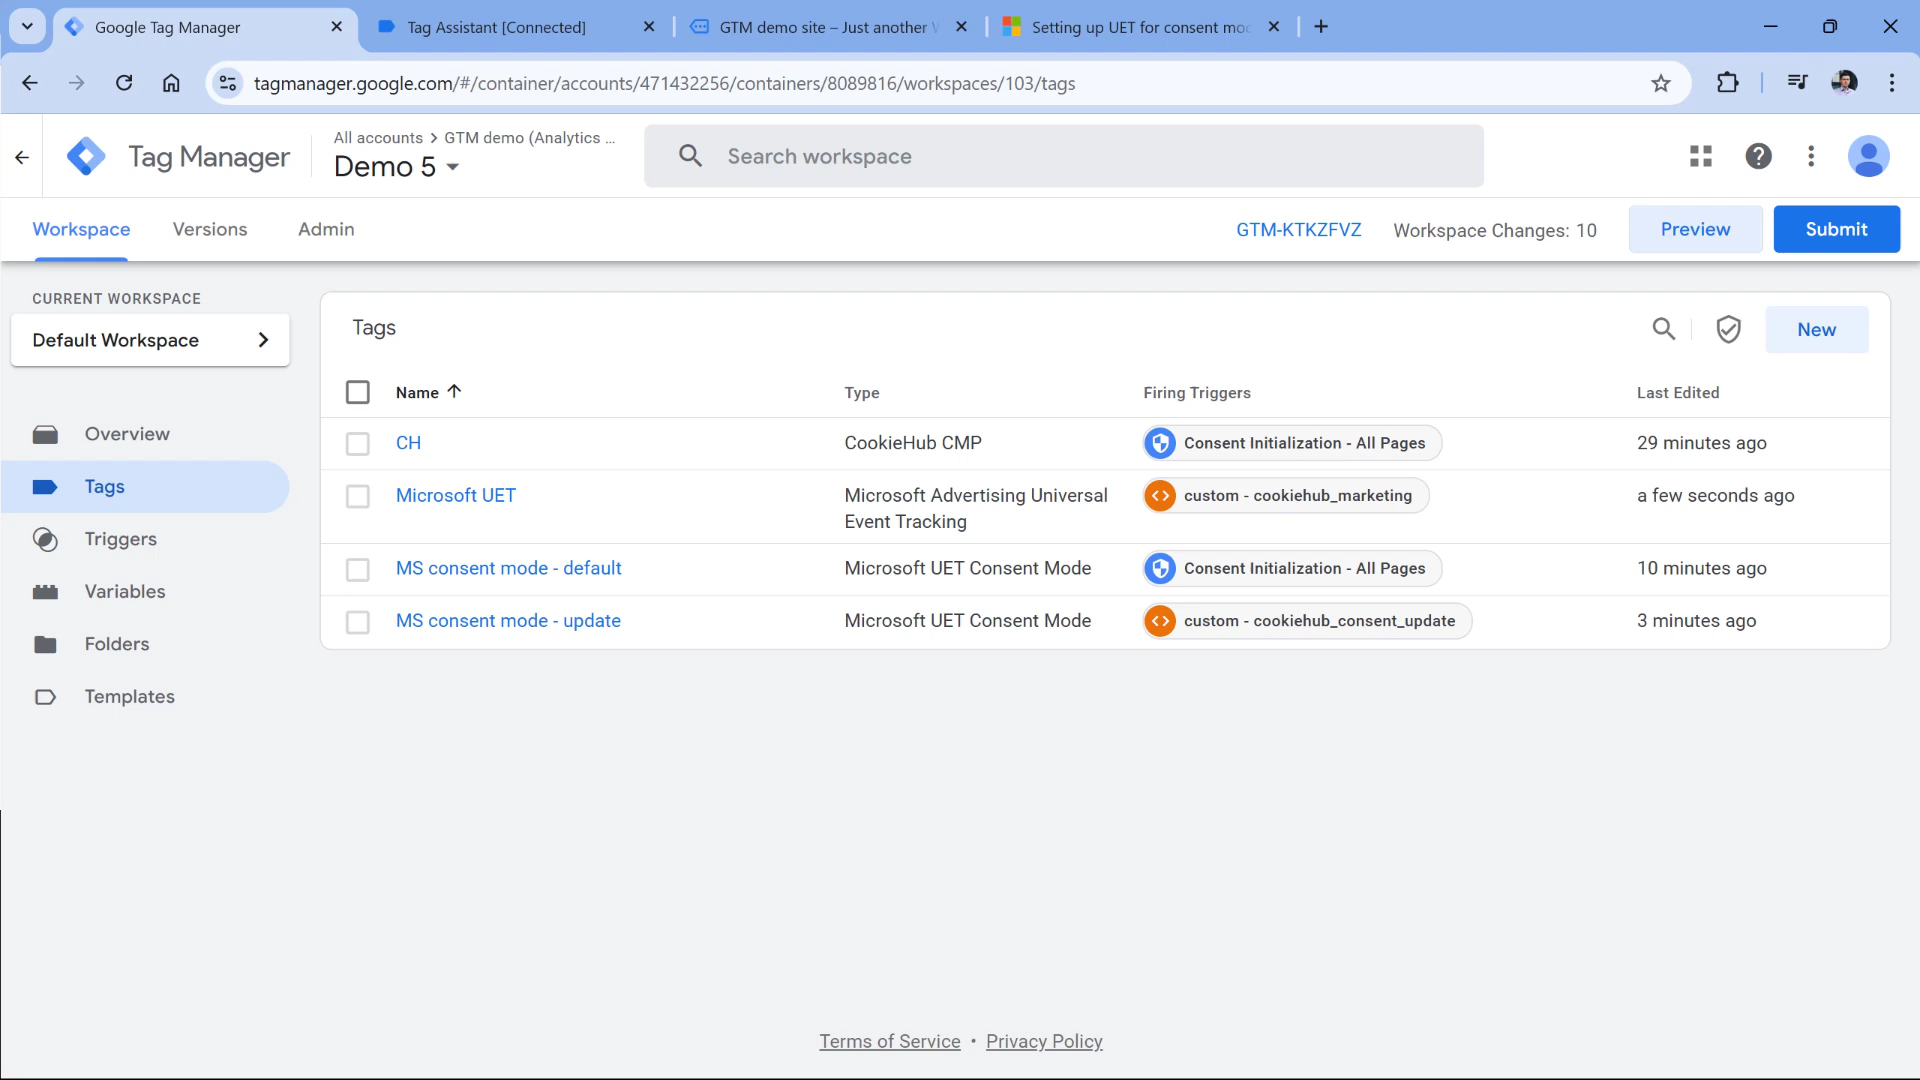 Google Tag Manager
Tag Assistant [Connected]
GTM demo site – Just another
Setting up UET for consent mo
tagmanager.google.com/#/container/accounts/471432256/containers/8089816/workspaces/103/tags
Tag Manager
All accounts > GTM demo (Analytics ...
Demo 5
Search workspace
Workspace
Versions
Admin
GTM-KTKZFVZ
Workspace Changes: 10
Preview
Submit
CURRENT WORKSPACE
Default Workspace
Overview
Tags
Triggers
Variables
Folders
Templates
Tags
New
Name
Type
Firing Triggers
Last Edited
CH
CookieHub CMP
Consent Initialization - All Pages
29 minutes ago
Microsoft UET
Microsoft Advertising Universal
Event Tracking
custom - cookiehub_marketing
a few seconds ago
MS consent mode - default
Microsoft UET Consent Mode
Consent Initialization - All Pages
10 minutes ago
MS consent mode - update
Microsoft UET Consent Mode
custom - cookiehub_consent_update
3 minutes ago
Terms of Service • Privacy Policy